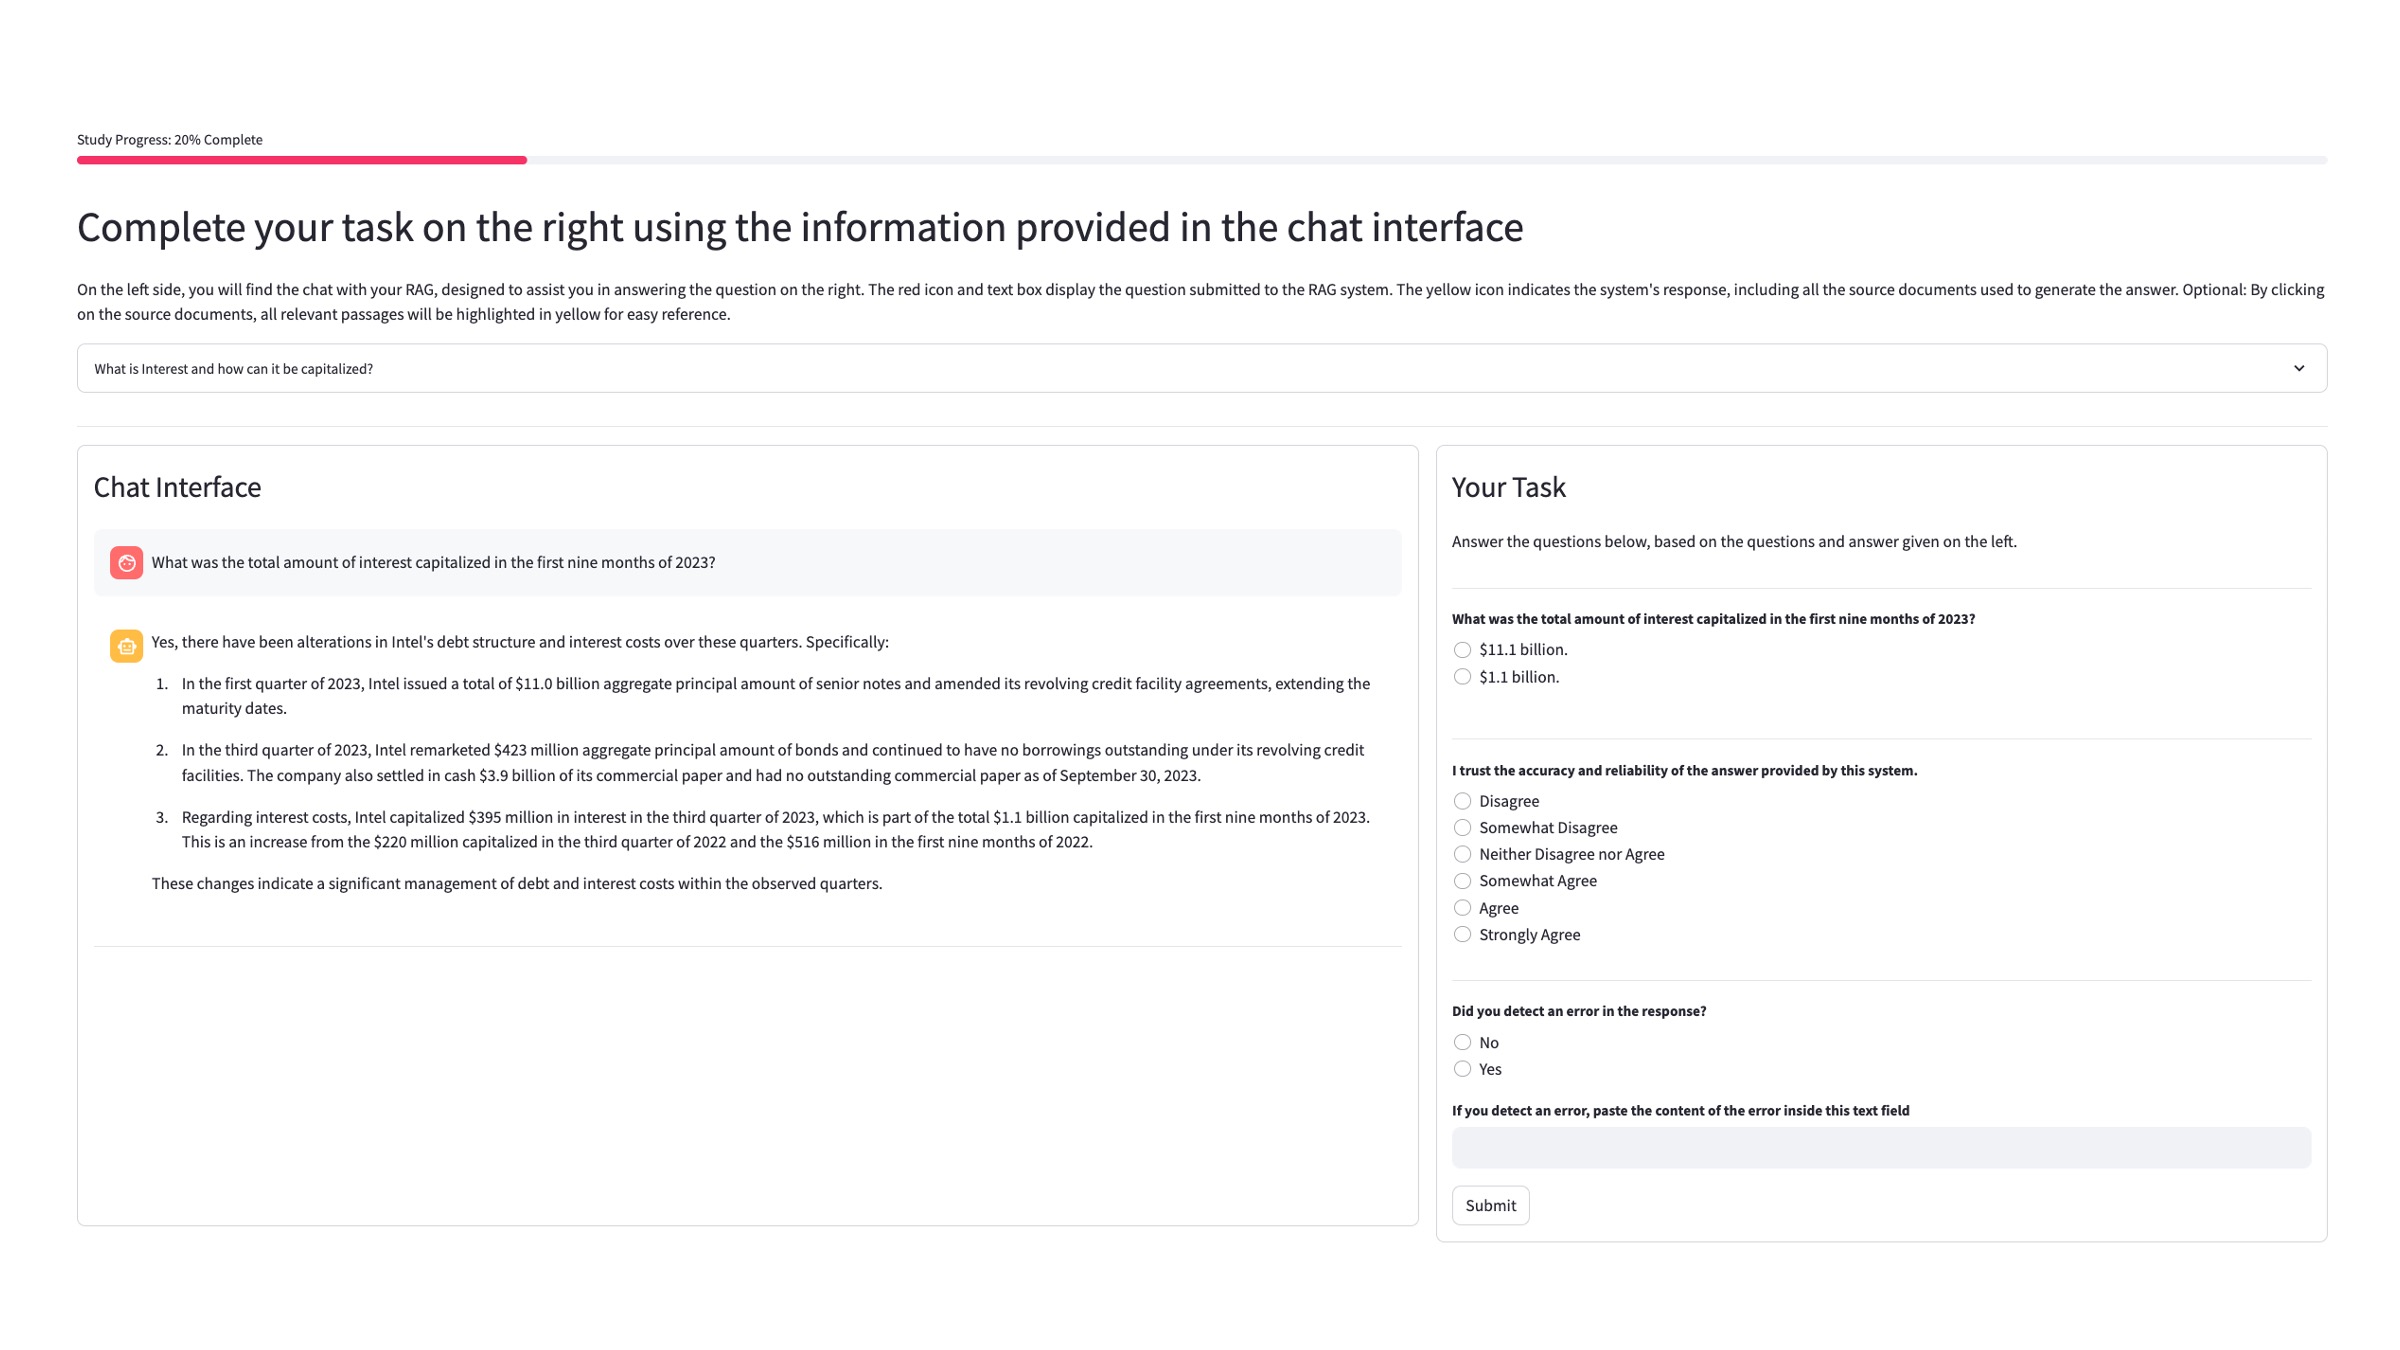 Study Progress: 20% Complete
Complete your task on the right using the information provided in the chat interface
On the left side, you will find the chat with your RAG, designed to assist you in answering the question on the right. The red icon and text box display the question submitted to the RAG system. The yellow icon indicates the system's response, including all the source documents used to generate the answer. Optional: By clicking
on the source documents, all relevant passages will be highlighted in yellow for easy reference.
What is Interest and how can it be capitalized?
Chat Interface
What was the total amount of interest capitalized in the first nine months of 2023?
Yes, there have been alterations in Intel's debt structure and interest costs over these quarters. Specifically:
1. In the first quarter of 2023, Intel issued a total of $11.0 billion aggregate principal amount of senior notes and amended its revolving credit facility agreements, extending the
maturity dates.
2. In the third quarter of 2023, Intel remarketed $423 million aggregate principal amount of bonds and continued to have no borrowings outstanding under its revolving credit
facilities. The company also settled in cash $3.9 billion of its commercial paper and had no outstanding commercial paper as of September 30, 2023.
3. Regarding interest costs, Intel capitalized $395 million in interest in the third quarter of 2023, which is part of the total $1.1 billion capitalized in the first nine months of 2023.
This is an increase from the $220 million capitalized in the third quarter of 2022 and the $516 million in the first nine months of 2022.
These changes indicate a significant management of debt and interest costs within the observed quarters.
Your Task
Answer the questions below, based on the questions and answer given on the left.
What was the total amount of interest capitalized in the first nine months of 2023?
$11.1 billion.
$1.1 billion.
I trust the accuracy and reliability of the answer provided by this system.
Disagree
Somewhat Disagree
Neither Disagree nor Agree
Somewhat Agree
Agree
Strongly Agree
Did you detect an error in the response?
No
Yes
If you detect an error, paste the content of the error inside this text field
Submit